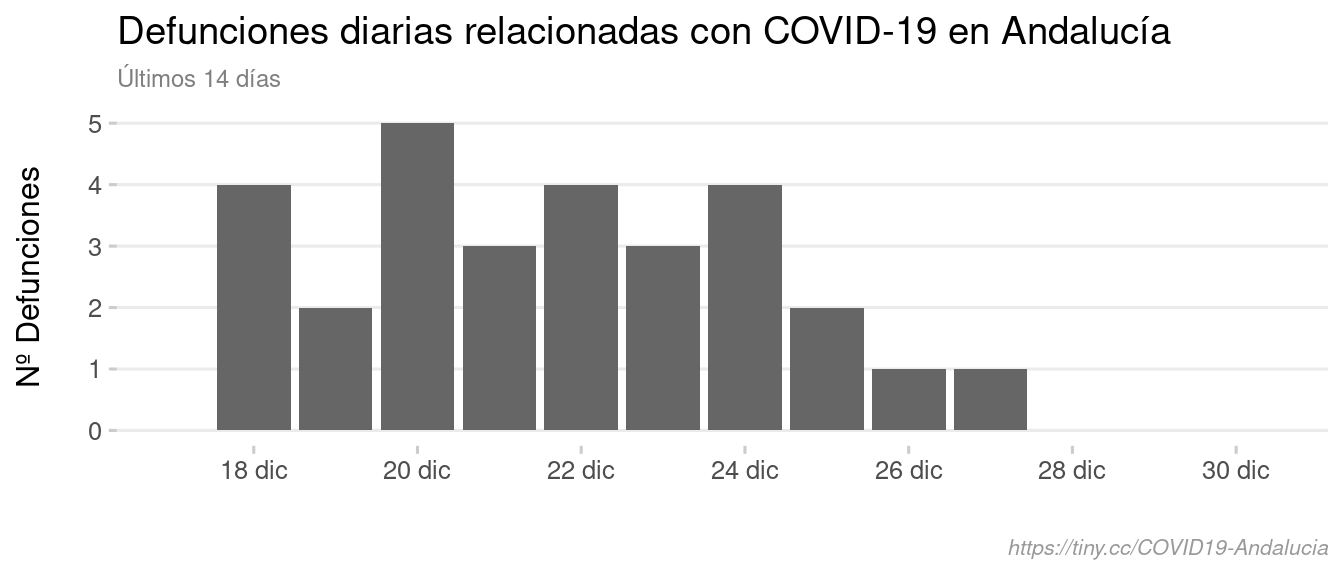 Defunciones diarias relacionadas con COVID-19 en Andalucía
Últimos 14 días
Nº Defunciones
5
4
3
2
1
0
18 dic 20 dic 22 dic 24 dic 26 dic 28 dic 30 dic
https://tiny.cc/COVID19-Andalucia